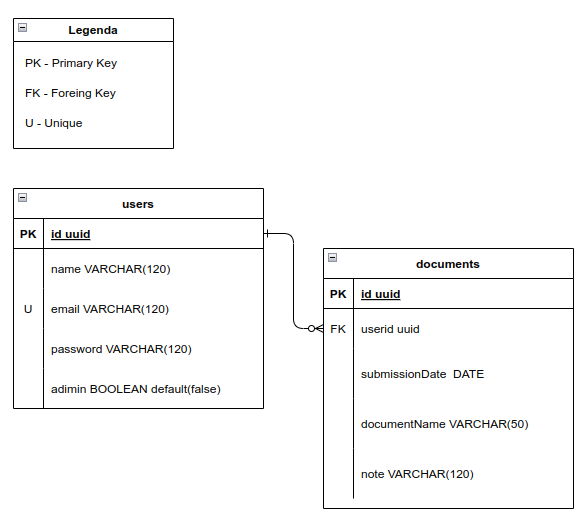 Legenda
PK - Primary Key
FK - Foreing Key
U - Unique
users
PK id uuid
name VARCHAR(120)
U email VARCHAR(120)
password VARCHAR(120)
adimin BOOLEAN default(false)
documents
PK id uuid
FK userid uuid
submissionDate  DATE
documentName VARCHAR(50)
note VARCHAR(120)